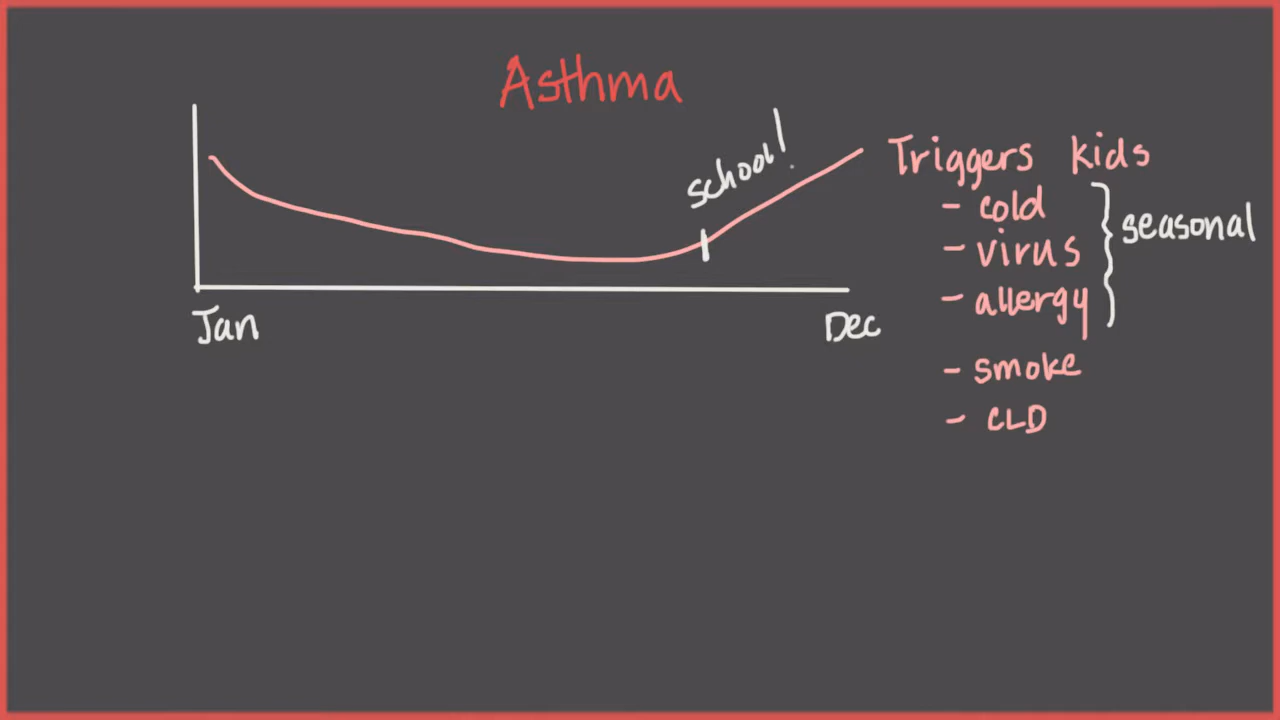 Asthma
school!
Jan
Dec
Triggers kids
- cold
- virus
- allergy
seasonal
- smoke
- CLD